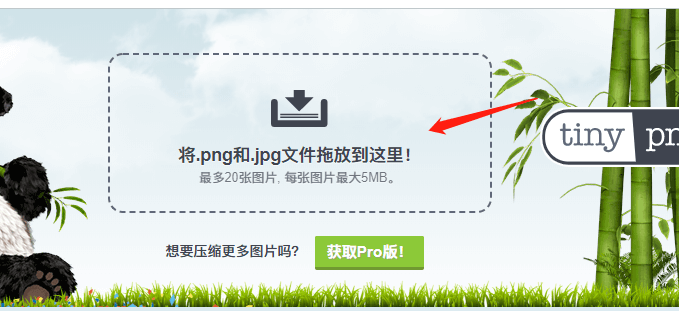 将.png和.jpg文件拖放到这里！
最多20张图片, 每张图片最大5MB。
tiny pn
想要压缩更多图片吗？
获取Pro版！